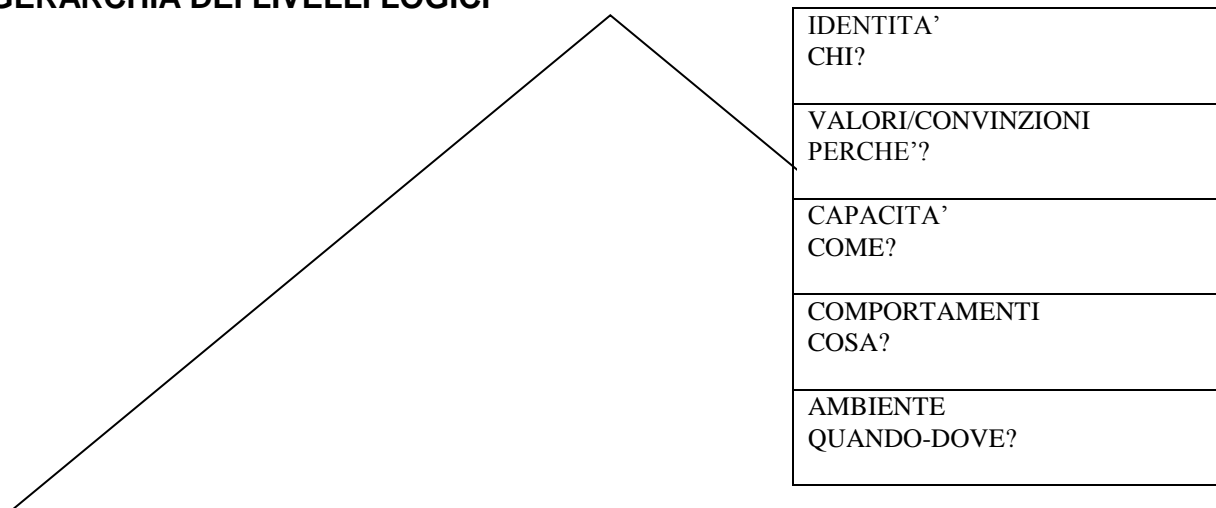 GERARCHIA DEI LIVELLI LOGICI
IDENTITA’
CHI?
VALORI/CONVINZIONI
PERCHE’?
CAPACITA’
COME?
COMPORTAMENTI
COSA?
AMBIENTE
QUANDO-DOVE?